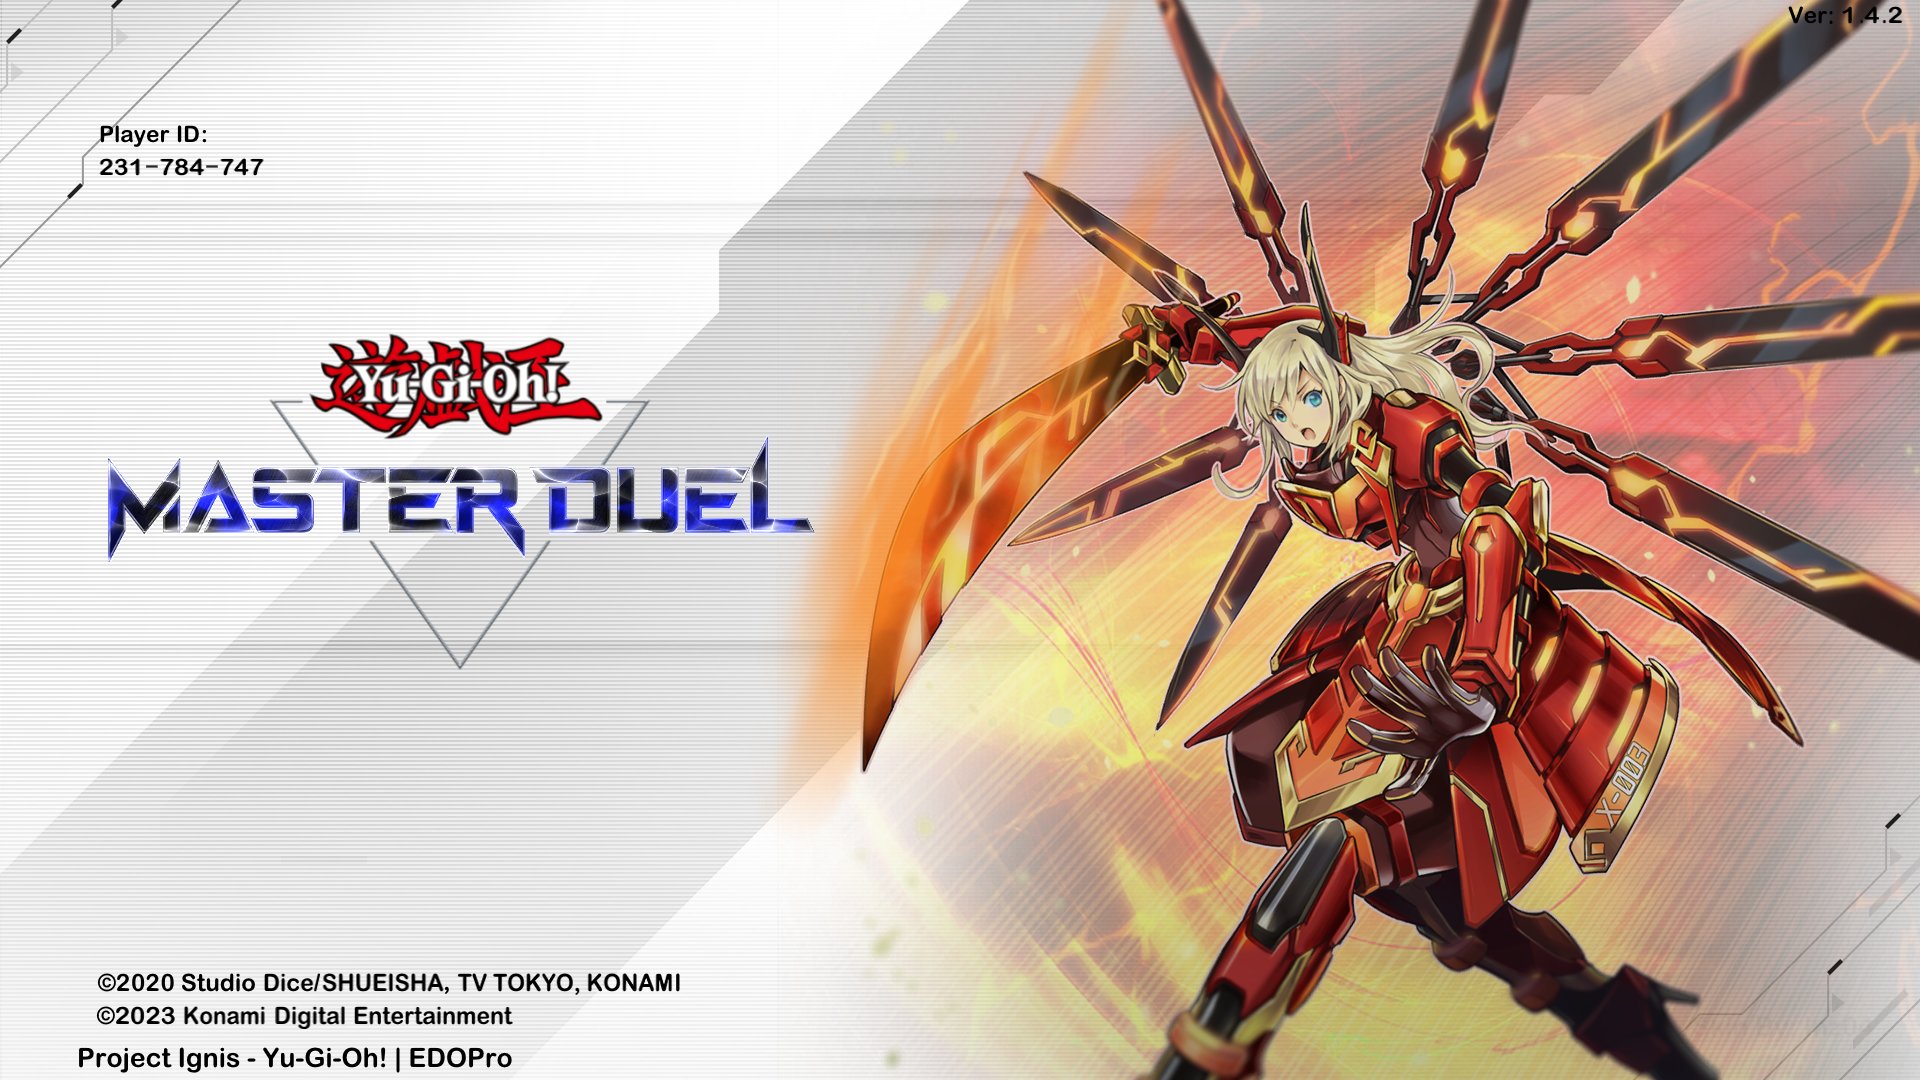 Ver: 1.4.2
Player ID:
231-784-747
遊戯王
Yu-Gi-Oh!
MASTER DUEL
X-003
©2020 Studio Dice/SHUEISHA, TV TOKYO, KONAMI
©2023 Konami Digital Entertainment
Project Ignis - Yu-Gi-Oh! | EDOPro